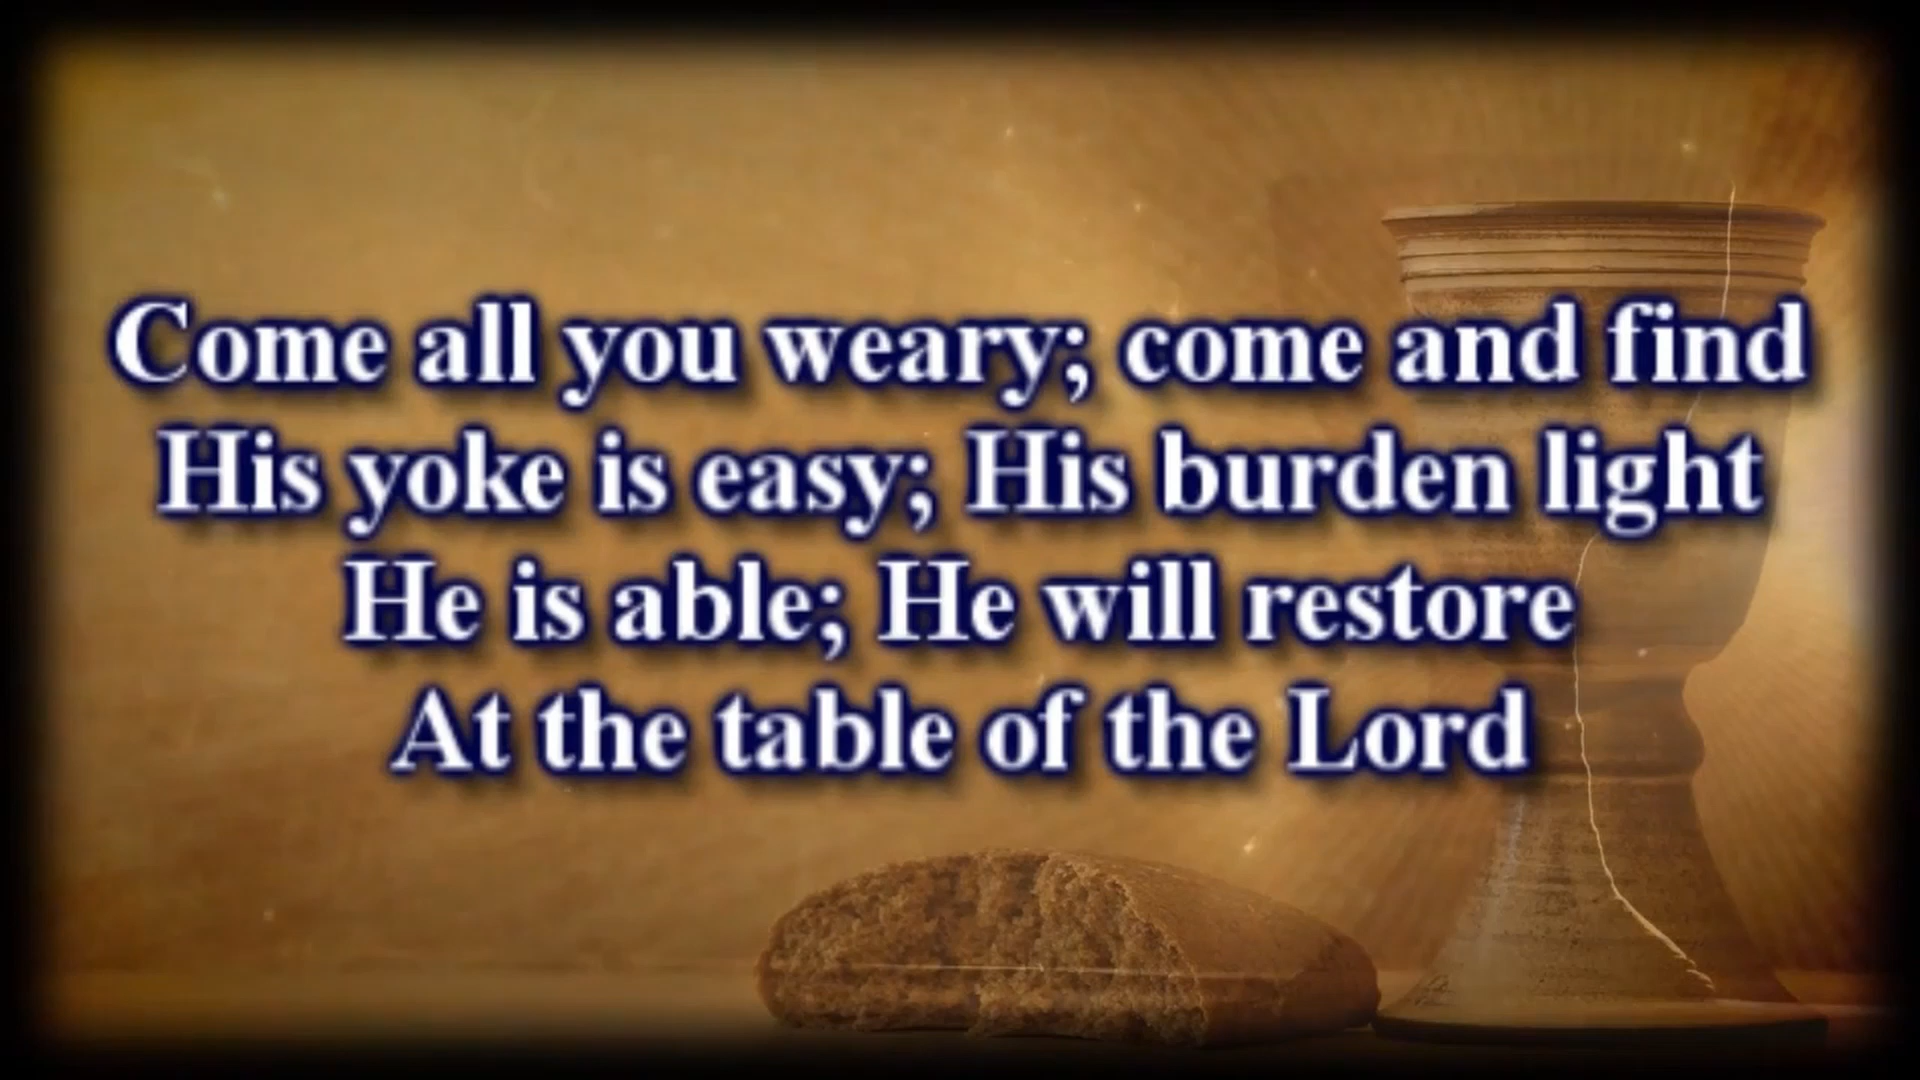 Come all you weary; come and find
His yoke is easy; His burden light
He is able; He will restore
At the table of the Lord